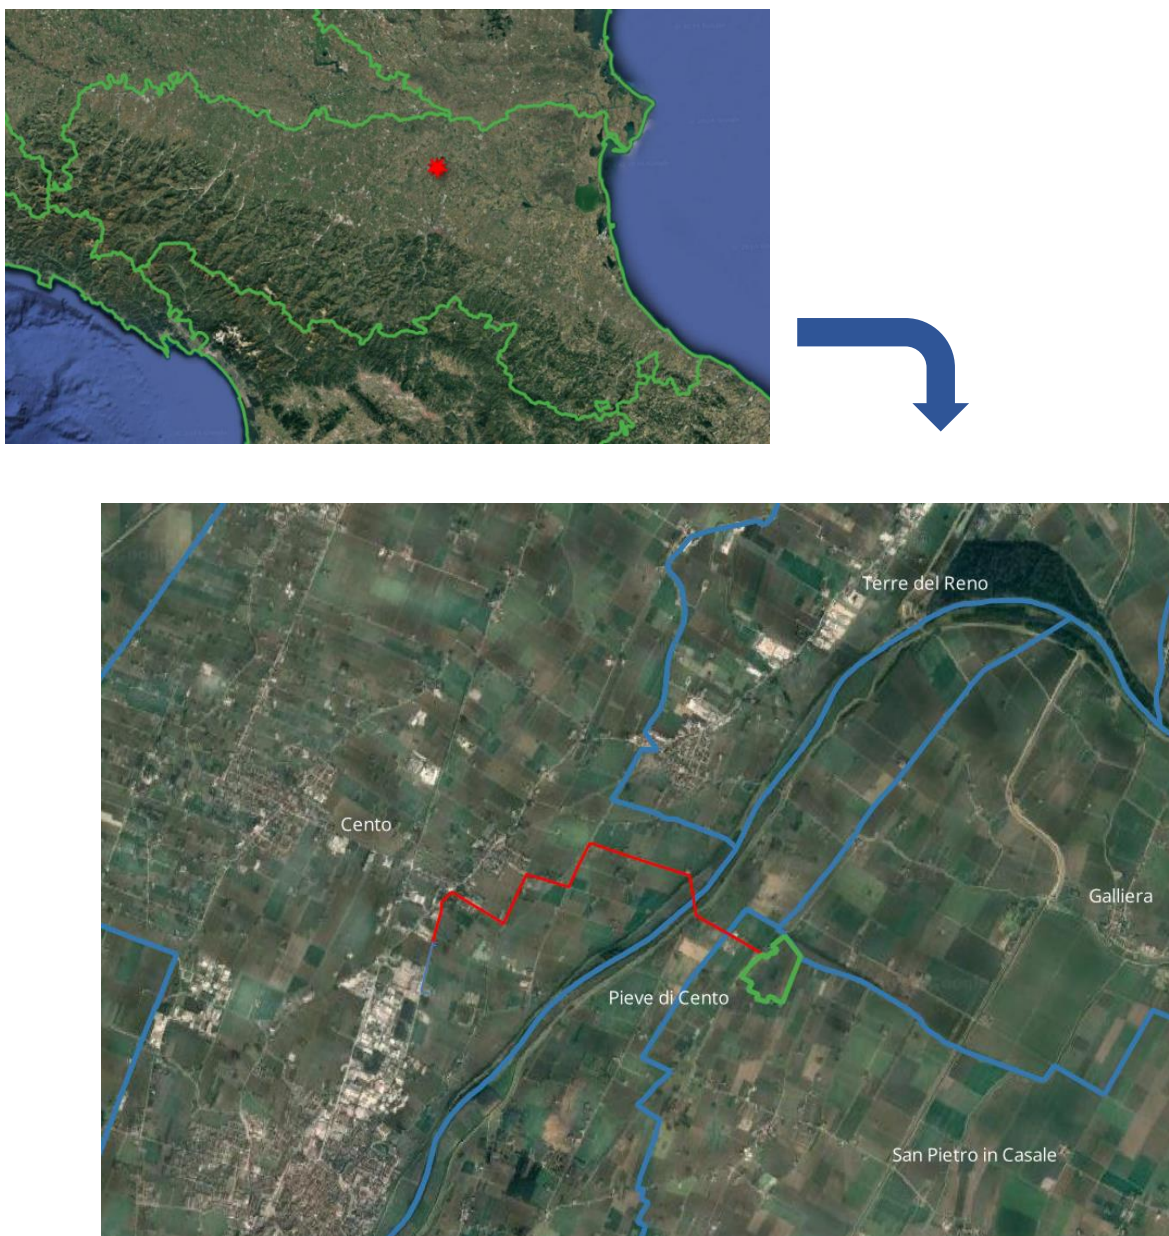 Terre del Reno
Cento
Galliera
Pieve di Cento
San Pietro in Casale